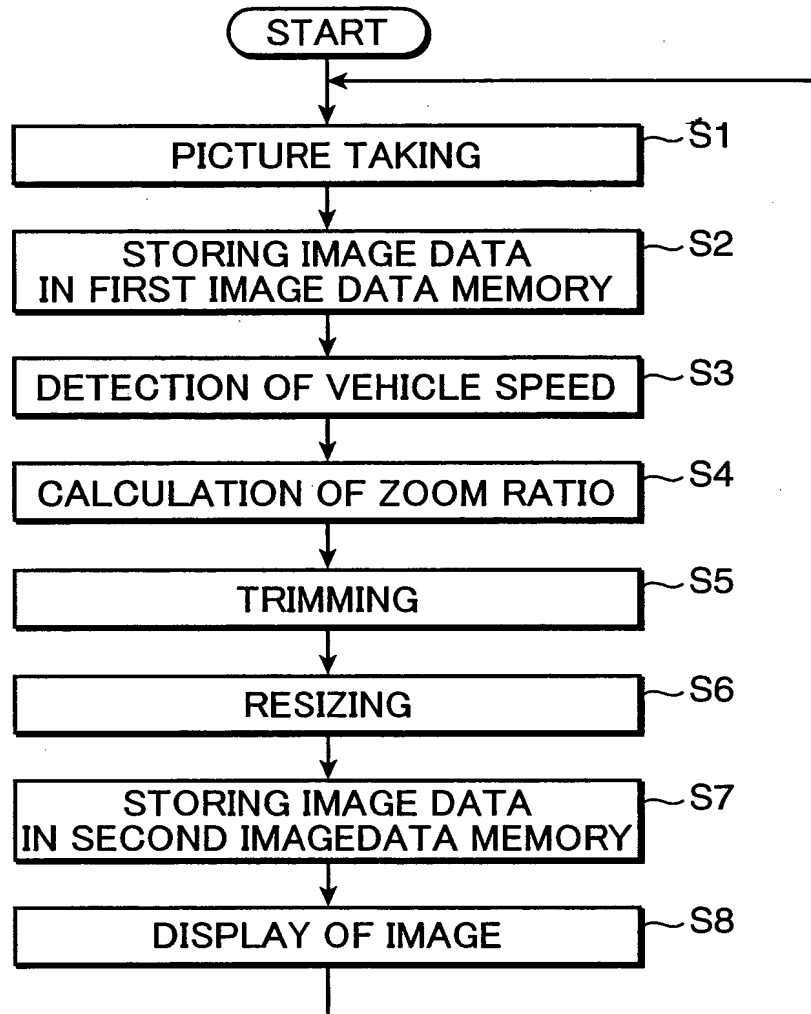 START
PICTURE TAKING
S1
STORING IMAGE DATA
IN FIRST IMAGE DATA MEMORY
S2
DETECTION OF VEHICLE SPEED
S3
CALCULATION OF ZOOM RATIO
S4
TRIMMING
S5
RESIZING
S6
STORING IMAGE DATA
IN SECOND IMAGEDATA MEMORY
S7
DISPLAY OF IMAGE
S8